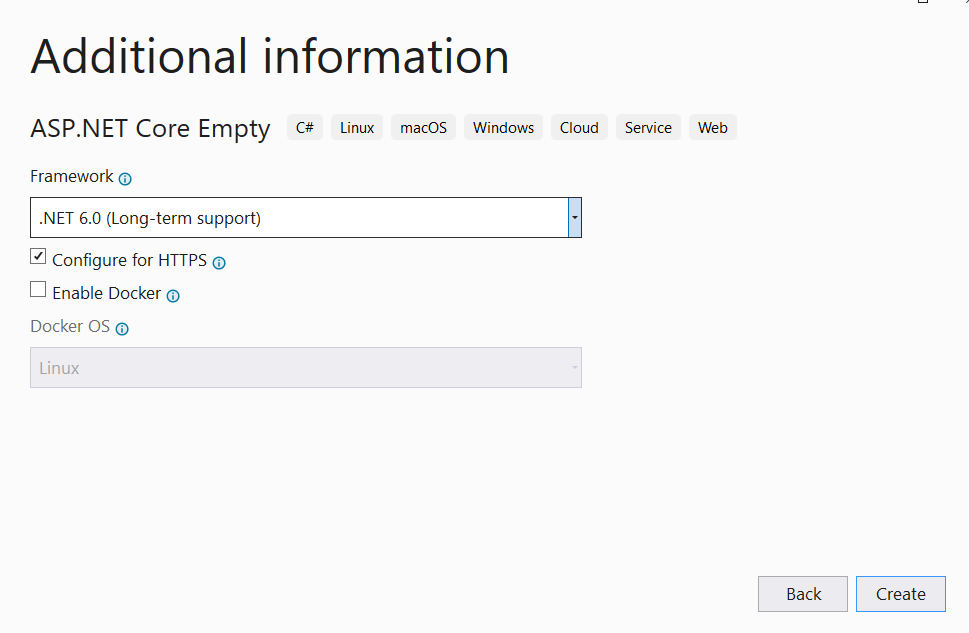 Additional information
ASP.NET Core Empty C# Linux macOS Windows Cloud Service Web
Framework
.NET 6.0 (Long-term support)
Configure for HTTPS
Enable Docker
Docker OS
Linux
Back Create